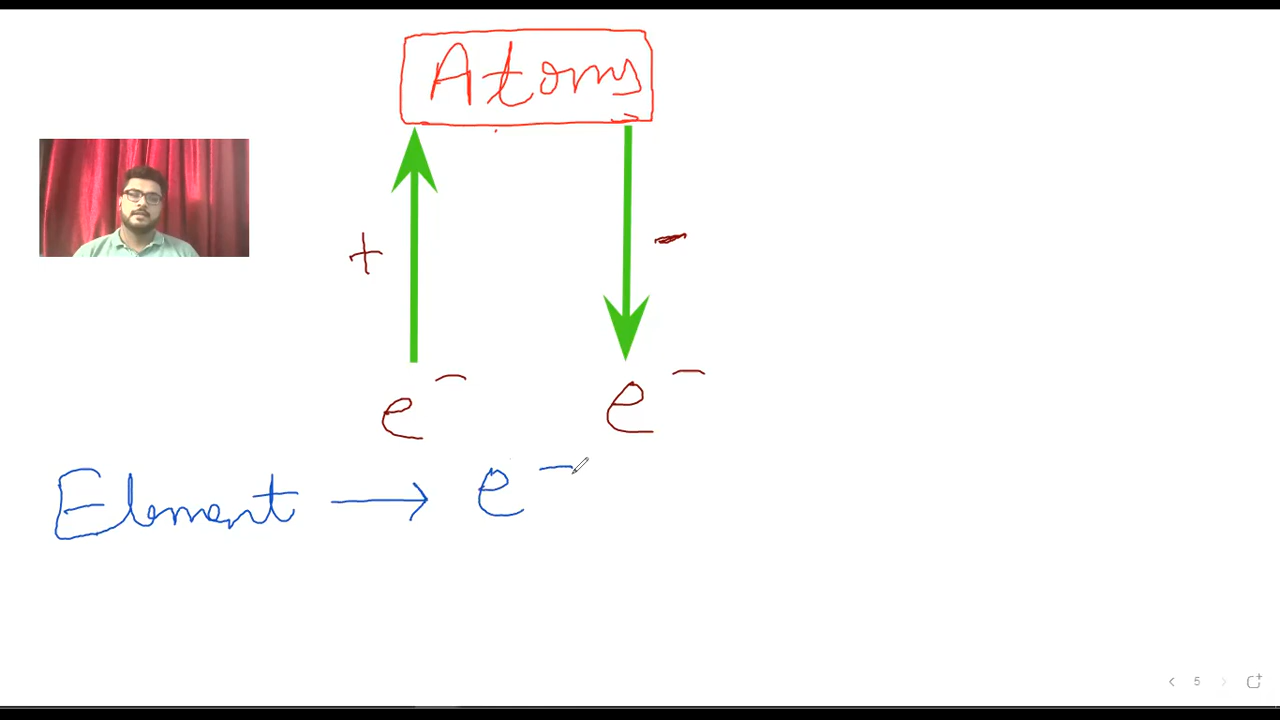 Atoms
+ -
e⁻ e⁻
Element → e⁻
5